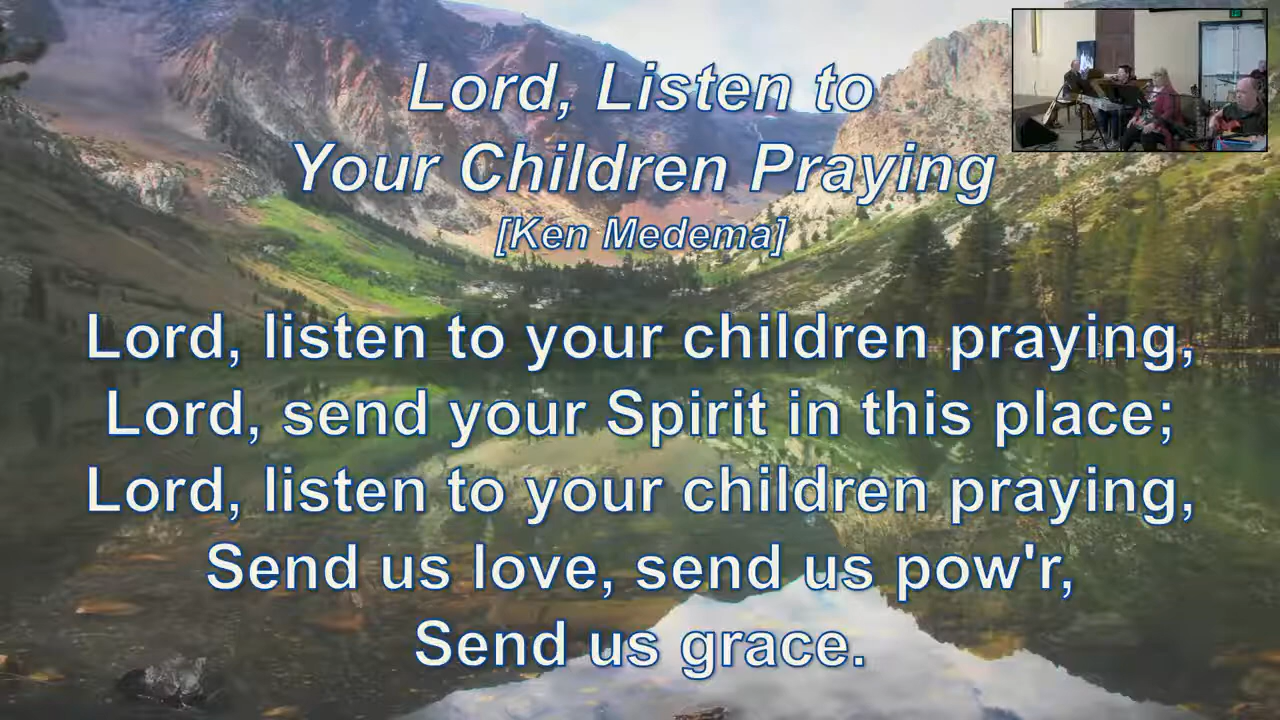 Lord, Listen to
Your Children Praying
[Ken Medema]
Lord, listen to your children praying,
Lord, send your Spirit in this place;
Lord, listen to your children praying,
Send us love, send us pow'r,
Send us grace.